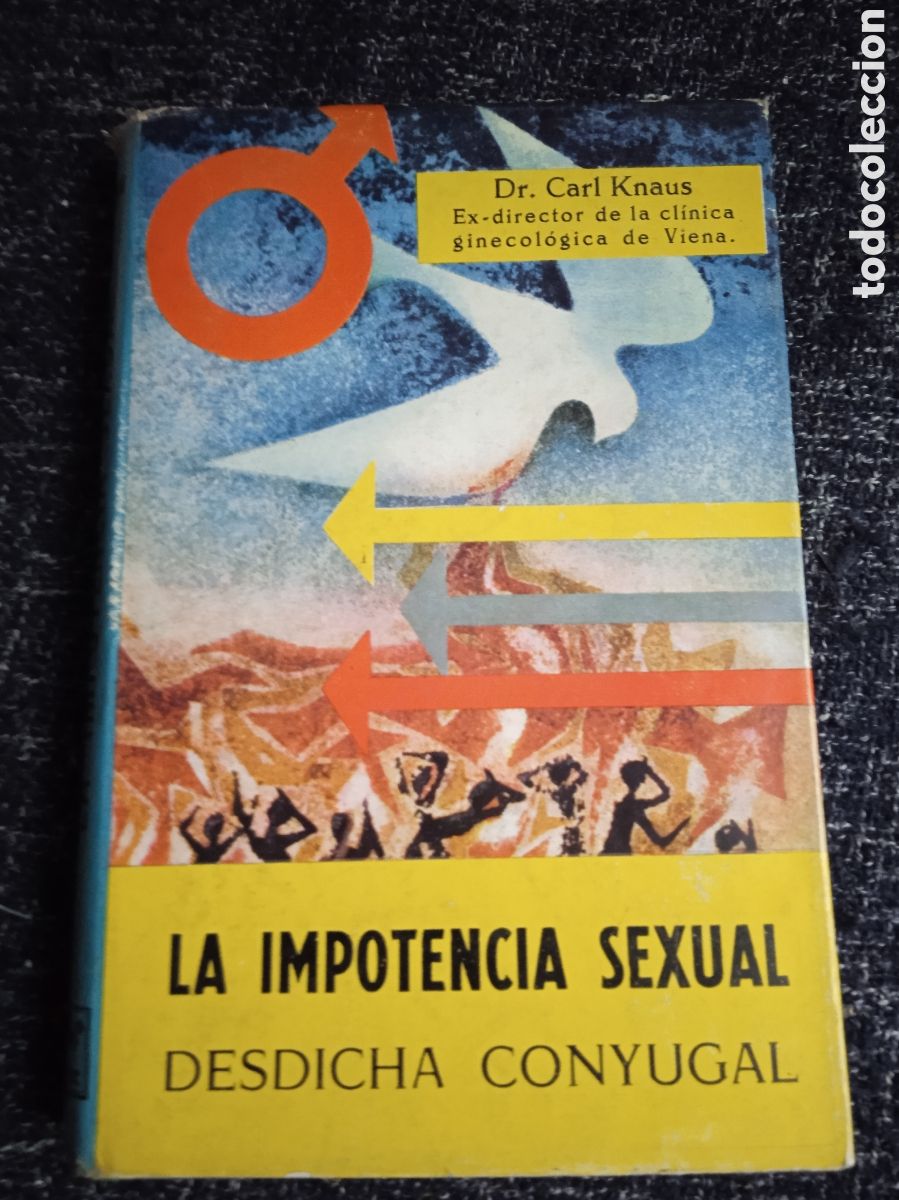 todocoleccion
Dr. Carl Knaus
Ex-director de la clínica
ginecológica de Viena.
LA IMPOTENCIA SEXUAL
DESDICHA CONYUGAL